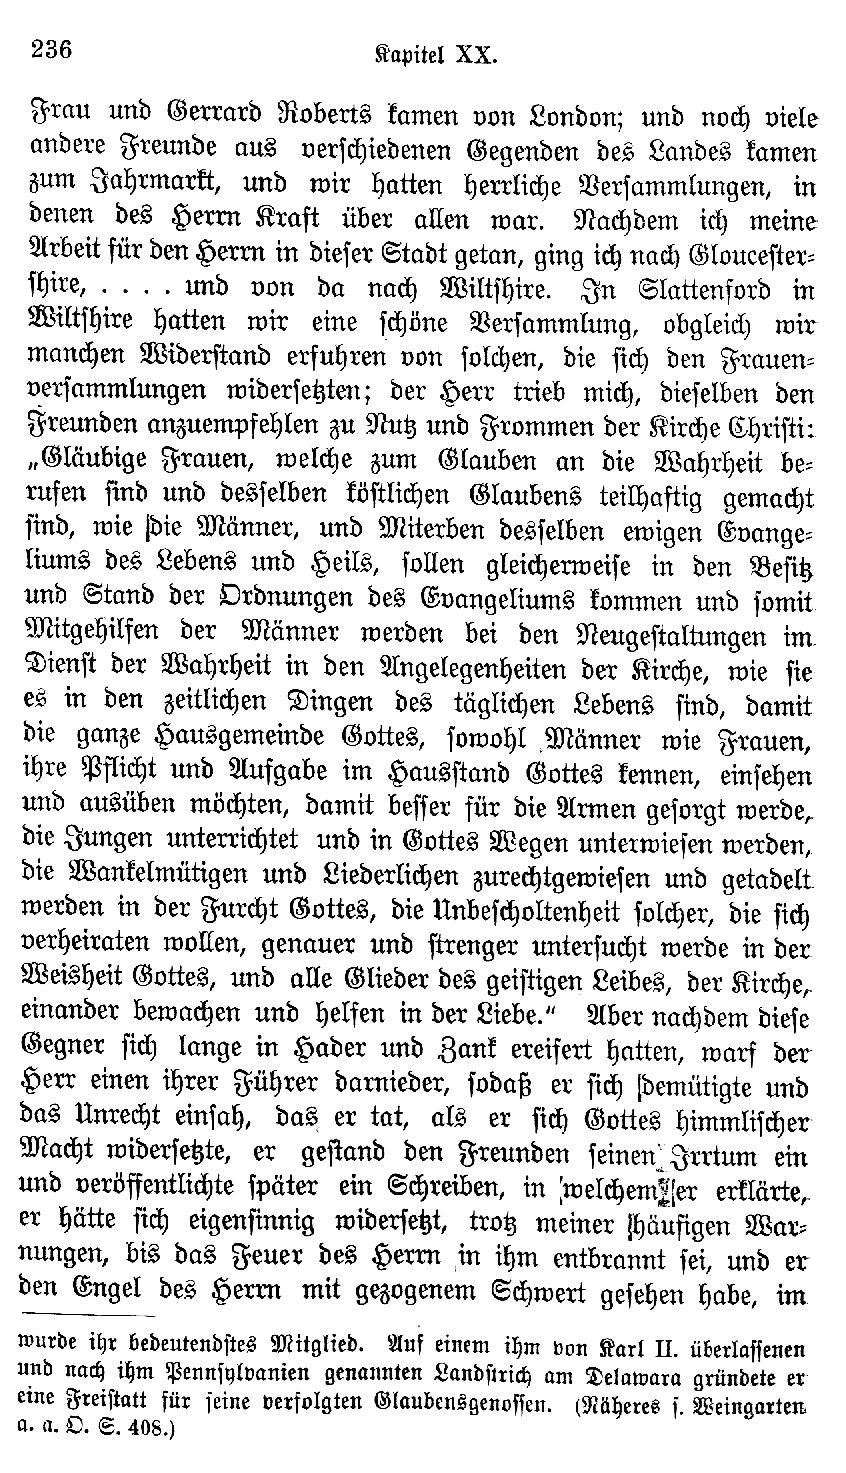 236
Kapitel XX.
Frau und Gerrard Roberts kamen von London; und noch viele
andere Freunde aus verschiedenen Gegenden des Landes kamen
zum Jahrmarkt, und wir hatten herrliche Versammlungen, in
denen des Herrn Kraft über allen war. Nachdem ich meine
Arbeit für den Herrn in dieser Stadt getan, ging ich nach Gloucester-
shire, . . . . und von da nach Wiltshire. In Slattenford in
Wiltshire hatten wir eine schöne Versammlung, obgleich wir
manchen Widerstand erfuhren von solchen, die sich den Frauen-
versammlungen widersetzten; der Herr trieb mich, dieselben den
Freunden anzuempfehlen zu Nutz und Frommen der Kirche Christi:
„Gläubige Frauen, welche zum Glauben an die Wahrheit be-
rufen sind und desselben köstlichen Glaubens teilhaftig gemacht
sind, wie die Männer, und Miterben desselben ewigen Evange-
liums des Lebens und Heils, sollen gleicherweise in den Besitz
und Stand der Ordnungen des Evangeliums kommen und somit
Mitgehilfen der Männer werden bei den Neugestaltungen im
Dienst der Wahrheit in den Angelegenheiten der Kirche, wie sie
es in den zeitlichen Dingen des täglichen Lebens sind, damit
die ganze Hausgemeinde Gottes, sowohl Männer wie Frauen,
ihre Pflicht und Aufgabe im Hausstand Gottes kennen, einsehen
und ausüben möchten, damit besser für die Armen gesorgt werde,
die Jungen unterrichtet und in Gottes Wegen unterwiesen werden,
die Wankelmütigen und Liederlichen zurechtgewiesen und getadelt
werden in der Furcht Gottes, die Unbescholtenheit solcher, die sich
verheiraten wollen, genauer und strenger untersucht werde in der
Weisheit Gottes, und alle Glieder des geistigen Leibes, der Kirche,
einander bewachen und helfen in der Liebe.“ Aber nachdem diese
Gegner sich lange in Hader und Zank ereifert hatten, warf der
Herr einen ihrer Führer darnieder, sodaß er sich demütigte und
das Unrecht einsah, das er tat, als er sich Gottes himmlischer
Macht widersetzte, er gestand den Freunden seinen Irrtum ein
und veröffentlichte später ein Schreiben, in welchem er erklärte,
er hätte sich eigensinnig widersetzt, trotz meiner häufigen War-
nungen, bis das Feuer des Herrn in ihm entbrannt sei, und er
den Engel des Herrn mit gezogenem Schwert gesehen habe, im
wurde ihr bedeutendstes Mitglied. Auf einem ihm von Karl II. überlassenen
und nach ihm Pennsylvanien genannten Landstrich am Delawara gründete er
eine Freistatt für seine verfolgten Glaubensgenossen. (Näheres s. Weingarten
a. a. O. S. 408.)